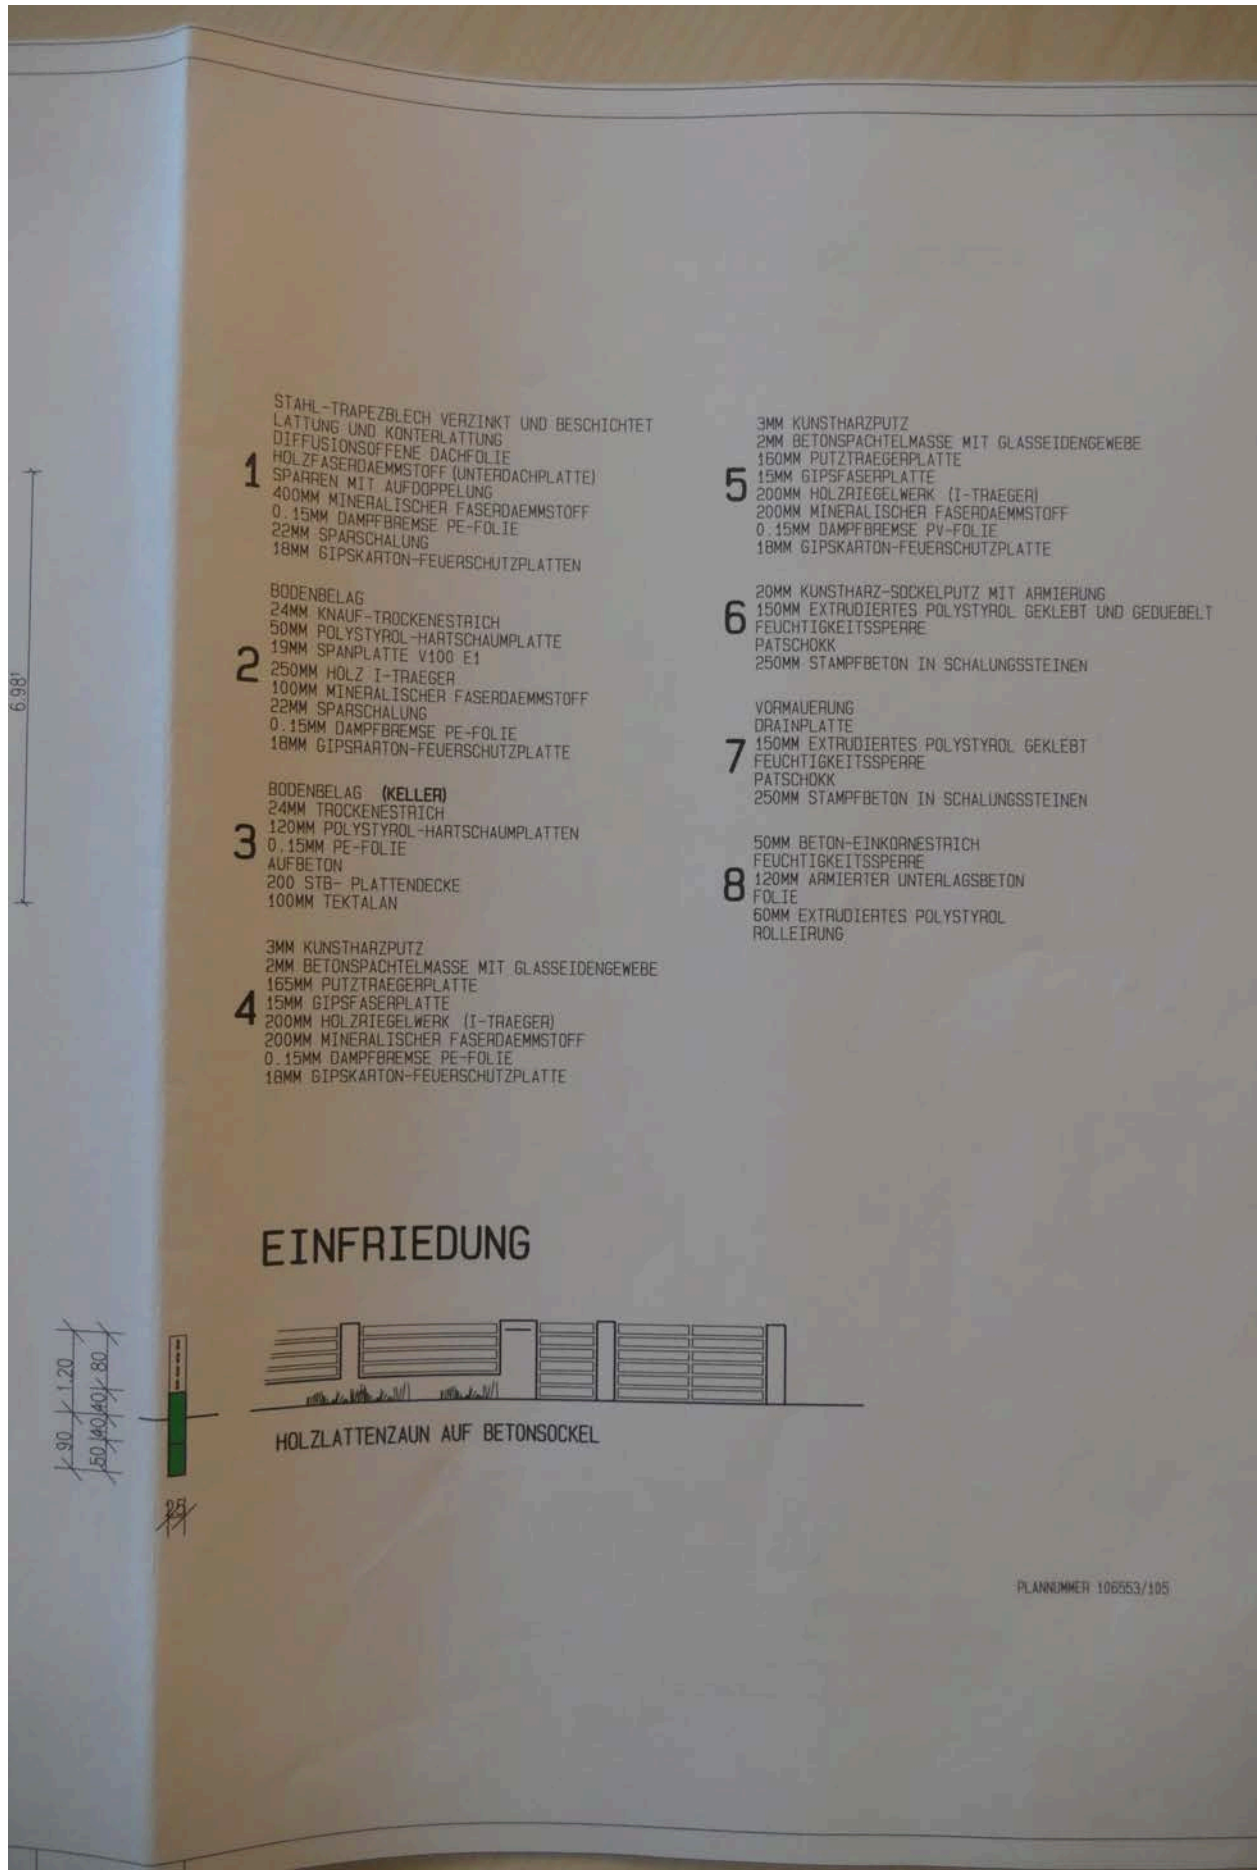 STAHL-TRAPEZBLECH VERZINKT UND BESCHICHTET
LATTUNG UND KONTERLATTUNG
DIFFUSIONSOFFENE DACHFOLIE
1 HOLZFASERDAEMMSTOFF (UNTERDACHPLATTE)
SPARREN MIT AUFDOPPELUNG
400MM MINERALISCHER FASERDAEMMSTOFF
0.15MM DAMPFBREMSE PE-FOLIE
22MM SPARSCHALUNG
18MM GIPSKARTON-FEUERSCHUTZPLATTEN
BODENBELAG
24MM KNAUF-TROCKENESTRICH
50MM POLYSTYROL-HARTSCHAUMPLATTE
19MM SPANPLATTE V100 E1
2 250MM HOLZ I-TRAEGER
100MM MINERALISCHER FASERDAEMMSTOFF
22MM SPARSCHALUNG
0.15MM DAMPFBREMSE PE-FOLIE
18MM GIPSRARTON-FEUERSCHUTZPLATTE
BODENBELAG (KELLER)
24MM TROCKENESTRICH
120MM POLYSTYROL-HARTSCHAUMPLATTEN
3 0.15MM PE-FOLIE
AUFBETON
200 STB- PLATTENDECKE
100MM TEKTALAN
3MM KUNSTHARZPUTZ
2MM BETONSPACHTELMASSE MIT GLASSEIDENGEWEBE
165MM PUTZTRAEGERPLATTE
4 15MM GIPSFASERPLATTE
200MM HOLZRIEGELWERK (I-TRAEGER)
200MM MINERALISCHER FASERDAEMMSTOFF
0.15MM DAMPFBREMSE PE-FOLIE
18MM GIPSKARTON-FEUERSCHUTZPLATTE
3MM KUNSTHARZPUTZ
2MM BETONSPACHTELMASSE MIT GLASSEIDENGEWEBE
160MM PUTZTRAEGERPLATTE
5 15MM GIPSFASERPLATTE
200MM HOLZRIEGELWERK (I-TRAEGER)
200MM MINERALISCHER FASERDAEMMSTOFF
0.15MM DAMPFBREMSE PV-FOLIE
18MM GIPSKARTON-FEUERSCHUTZPLATTE
20MM KUNSTHARZ-SOCKELPUTZ MIT ARMIERUNG
6 150MM EXTRUDIERTES POLYSTYROL GEKLEBT UND GEDUEBELT
FEUCHTIGKEITSSPERRE
PATSCHOKK
250MM STAMPFBETON IN SCHALUNGSSTEINEN
VORMAUERUNG
DRAINPLATTE
7 150MM EXTRUDIERTES POLYSTYROL GEKLEBT
FEUCHTIGKEITSSPERRE
PATSCHOKK
250MM STAMPFBETON IN SCHALUNGSSTEINEN
50MM BETON-EINKORNESTRICH
FEUCHTIGKEITSSPERRE
8 120MM ARMIERTER UNTERLAGSBETON
FOLIE
60MM EXTRUDIERTES POLYSTYROL
ROLLEIRUNG
6.98¹
EINFRIEDUNG
90 1.20
50 40 40 80
25
HOLZLATTENZAUN AUF BETONSOCKEL
PLANNUMMER 106553/105